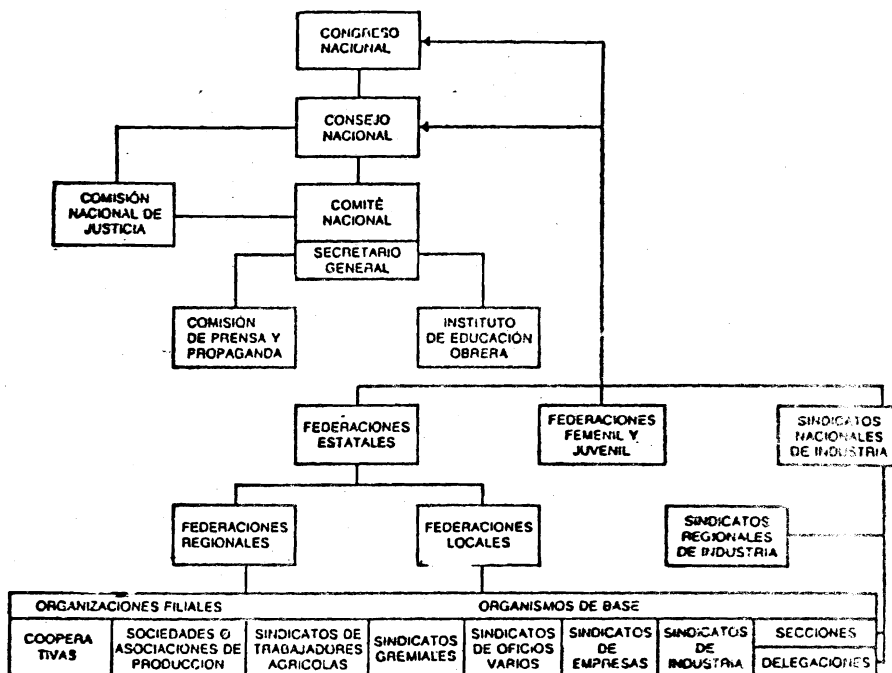 CONGRESO
NACIONAL
CONSEJO
NACIONAL
COMISIÓN
NACIONAL DE
JUSTICIA
COMITÉ
NACIONAL
SECRETARIO
GENERAL
COMISIÓN
DE PRENSA Y
PROPAGANDA
INSTITUTO
DE EDUCACIÓN
OBRERA
FEDERACIONES
ESTATALES
FEDERACIONES
FEMENIL Y
JUVENIL
SINDICATOS
NACIONALES
DE INDUSTRIA
FEDERACIONES
REGIONALES
FEDERACIONES
LOCALES
SINDICATOS
REGIONALES
DE INDUSTRIA
ORGANIZACIONES FILIALES
ORGANISMOS DE BASE
COOPERA
TIVAS
SOCIEDADES O
ASOCIACIONES DE
PRODUCCION
SINDICATOS DE
TRABAJADORES
AGRICOLAS
SINDICATOS
GREMIALES
SINDICATOS
DE OFICIOS
VARIOS
SINDICATOS
DE
EMPRESAS
SINDICATOS
DE
INDUSTRIA
SECCIONES
DELEGACIONES